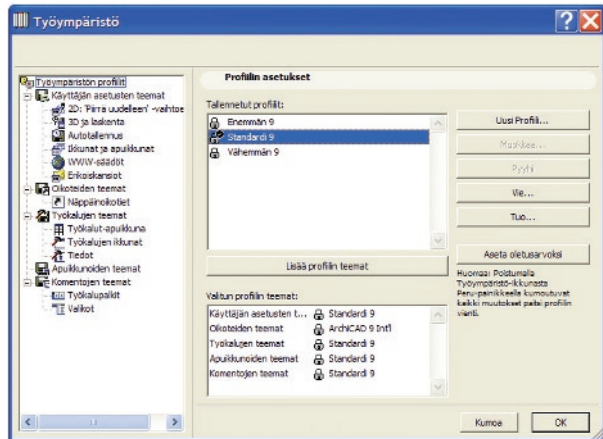 Työympäristö
Työympäristön profiilit
Käyttäjän asetusten teemat
2D: 'Piirrä uudelleen' -vaihtoe
3D ja laskenta
Autotallennus
Ikkunat ja apuikkunat
WWW-säädöt
Erikoiskansiot
Oikoteiden teemat
Näppäinoikotiet
Työkalujen teemat
Työkalut-apuikkuna
Työkalujen ikkunat
Tiedot
Apuikkunoiden teemat
Komentojen teemat
Työkalupalkit
Valikot
Profiilin asetukset
Tallennetut profiilit:
Enemmän 9
Standardi 9
Vähemmän 9
Lisää profiilin teemat
Valitun profiilin teemat:
Käyttäjän asetusten t... Standardi 9
Oikoteiden teemat ArchiCAD 9 Int'l
Työkalujen teemat Standardi 9
Apuikkunoiden teemat Standardi 9
Komentojen teemat Standardi 9
Uusi Profiili...
Muokkaa...
Pyyhi
Vie...
Tuo...
Aseta oletusarvoksi
Huomaa: Poistumalla
Työympäristö-ikkunasta
Peru-painikkeella kumoutuvat
kaikki muutokset paitsi profiilin
vienti.
Kumoa
OK